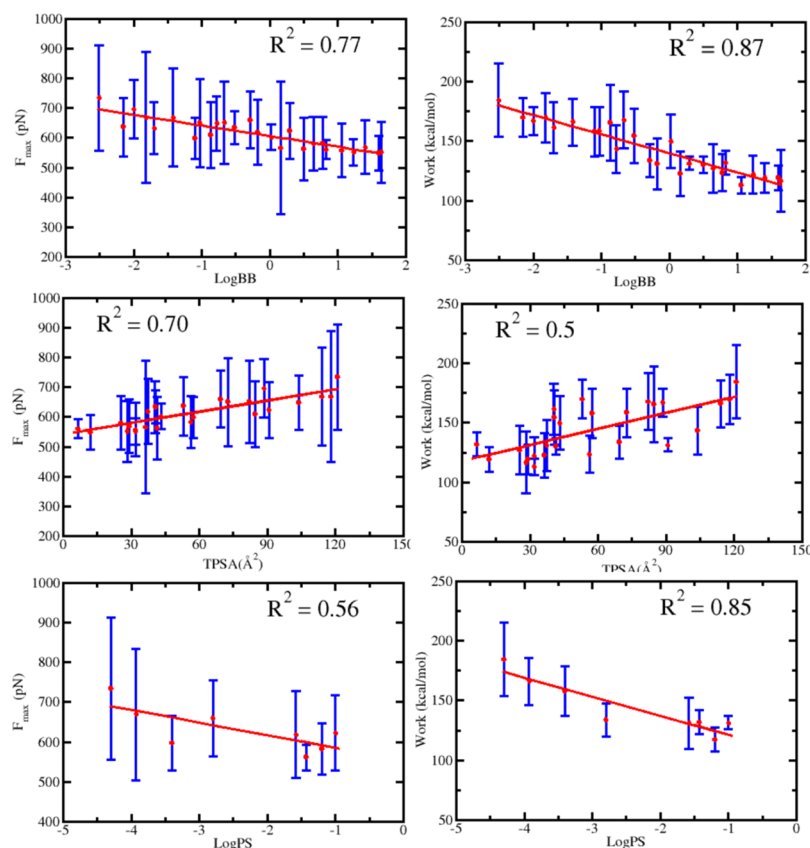 R² = 0.77
F_max (pN)
1000
900
800
700
600
500
400
300
200
-3 -2 -1 0 1 2
LogBB
R² = 0.87
Work (kcal/mol)
250
200
150
100
50
-3 -2 -1 0 1 2
LogBB
R² = 0.70
F_max (pN)
1000
900
800
700
600
500
400
300
200
0 30 60 90 120 150
TPSA(Å²)
R² = 0.5
Work (kcal/mol)
250
200
150
100
50
0 30 60 90 120 150
TPSA(Å²)
R² = 0.56
F_max (pN)
1000
900
800
700
600
500
400
-5 -4 -3 -2 -1 0
LogPS
R² = 0.85
Work (kcal/mol)
250
200
150
100
50
-5 -4 -3 -2 -1 0
LogPS